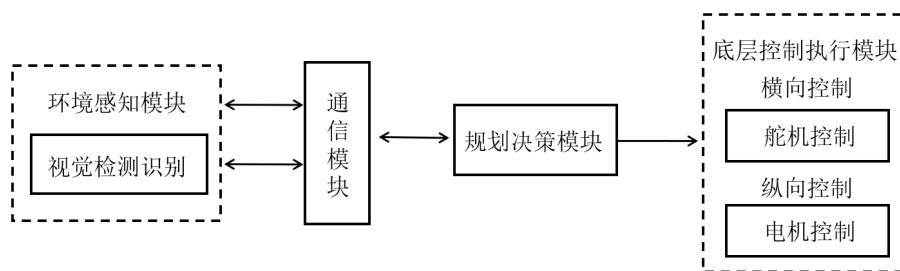 环境感知模块
视觉检测识别
通信模块
规划决策模块
底层控制执行模块
横向控制
舵机控制
纵向控制
电机控制